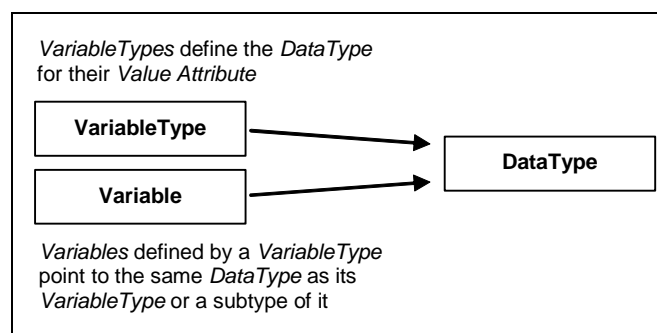 VariableTypes define the DataType
for their Value Attribute
VariableType
DataType
Variable
Variables defined by a VariableType
point to the same DataType as its
VariableType or a subtype of it